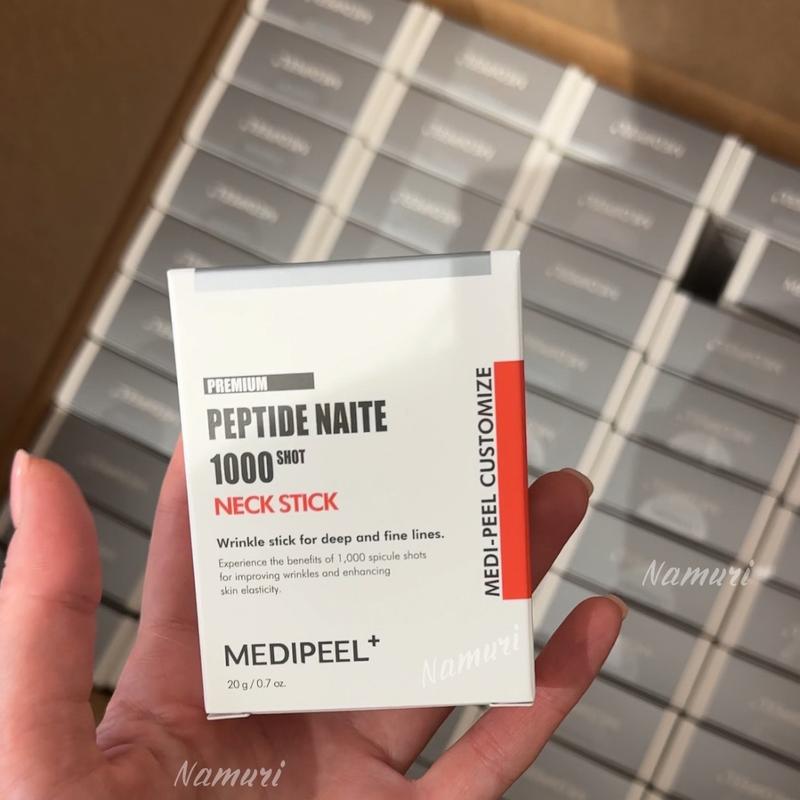 PREMIUM
PEPTIDE NAITE
1000 SHOT
NECK STICK
Wrinkle stick for deep and fine lines.
Experience the benefits of 1,000 spicule shots
for improving wrinkles and enhancing
skin elasticity.
MEDIPEEL+
20 g / 0.7 oz.
MEDI-PEEL CUSTOMIZE
Namuri
Namuri
Namuri